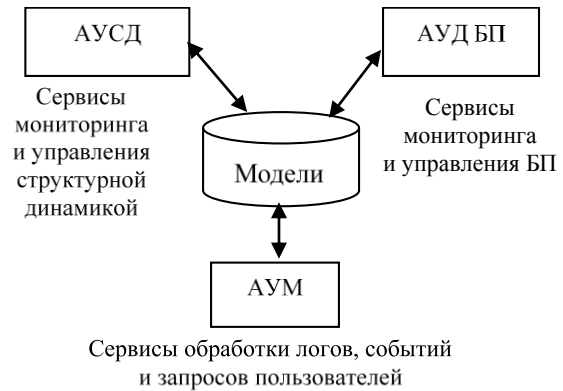 АУСД
АУД БП
Сервисы
мониторинга
и управления
структурной
динамикой
Сервисы
мониторинга
и управления БП
Модели
АУМ
Сервисы обработки логов, событий
и запросов пользователей